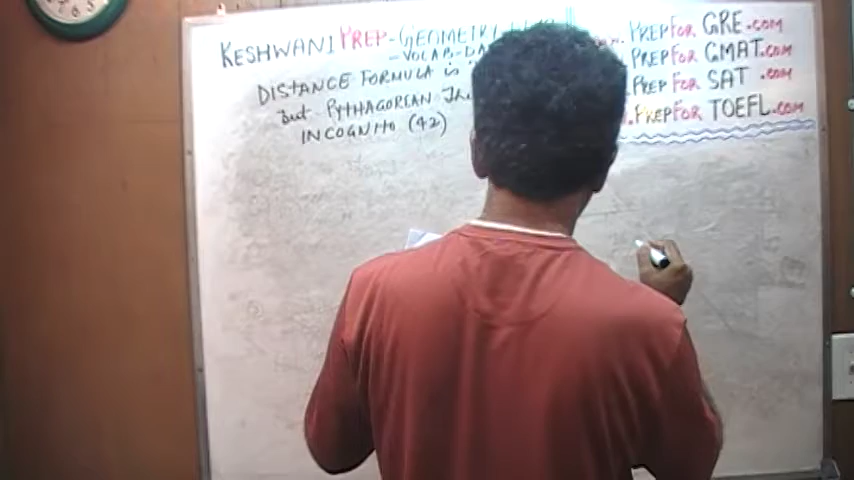 KESHWANI PREP - GEOMETRY
PREPFOR GRE.COM
- VOCAB-DA
PREPFOR GMAT.COM
DISTANCE FORMULA IS
PREPFOR SAT.COM
but PYTHAGOREAN
.PREPFOR TOEFL.COM
INCOGNITO (42)